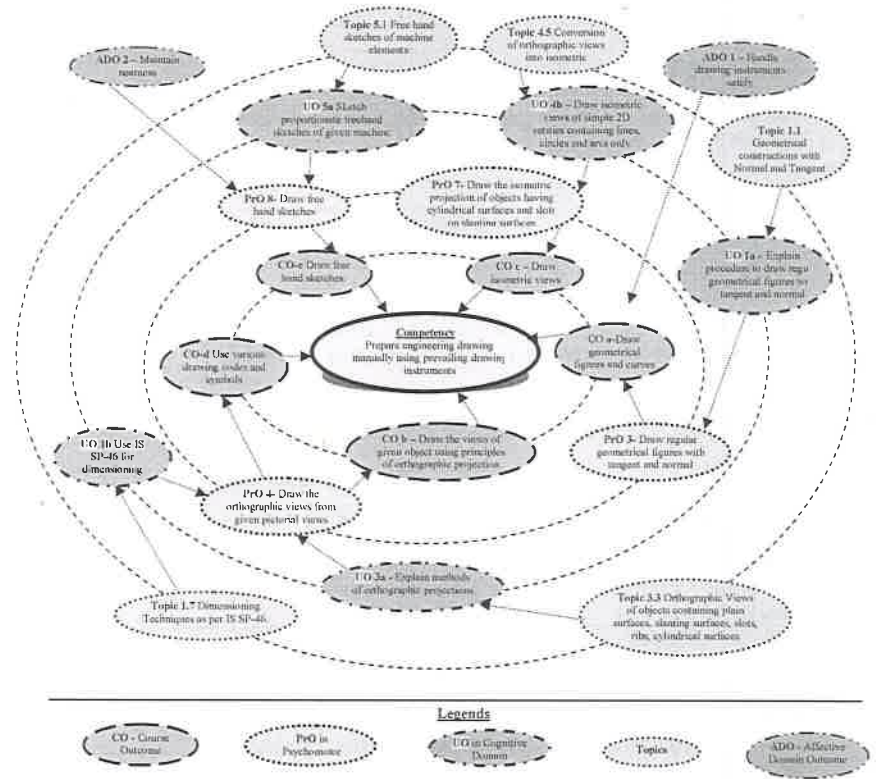 Topic 5.1 Free hand
sketches of machine
elements
Topic 4.5 Conversion
of orthographic views
into isometric
ADO 2 – Maintain
neatness
ADO 1 – Handle
drawing instruments
safely
UO 5a Sketch
proportionate freehand
sketches of given machine
UO 4b – Draw isometric
views of simple 2D
entities containing lines,
circles and arcs only
Topic 1.1
Geometrical
constructions with
Normal and Tangent
PrO 8- Draw free
hand sketches
PrO 7- Draw the isometric
projection of objects having
cylindrical surfaces and slots
on slanting surfaces
UO 1a – Explain
procedure to draw regu
geometrical figures to
tangent and normal
CO-e Draw free
hand sketches
CO c – Draw
isometric views
Competency
Prepare engineering drawing
manually using prevailing drawing
instruments
CO-d Use various
drawing codes and
symbols
CO a-Draw
geometrical
figures and curves
UO 1b Use IS
SP-46 for
dimensioning
CO b – Draw the views of
given object using principles
of orthographic projection
PrO 3- Draw regular
geometrical figures with
tangent and normal
PrO 4- Draw the
orthographic views from
given pictorial views
UO 3a - Explain methods
of orthographic projections
Topic 1.7 Dimensioning
Techniques as per IS SP-46.
Topic 3.3 Orthographic Views
of objects containing plain
surfaces, slanting surfaces, slots,
ribs, cylindrical surfaces
Legends
CO - Course
Outcome
PrO in
Psychomotor
UO in Cognitive
Domain
Topics
ADO - Affective
Domain Outcome